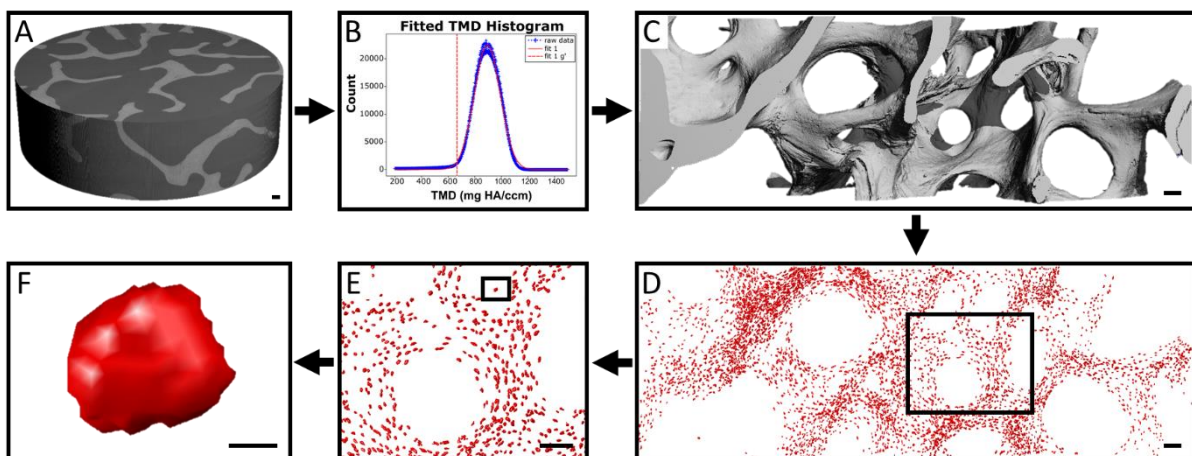 A
B
Fitted TMD Histogram
raw data
fit 1
fit 1 g'
Count
20000
15000
10000
5000
0
200 400 600 800 1000 1200 1400
TMD (mg HA/ccm)
C
F
E
D